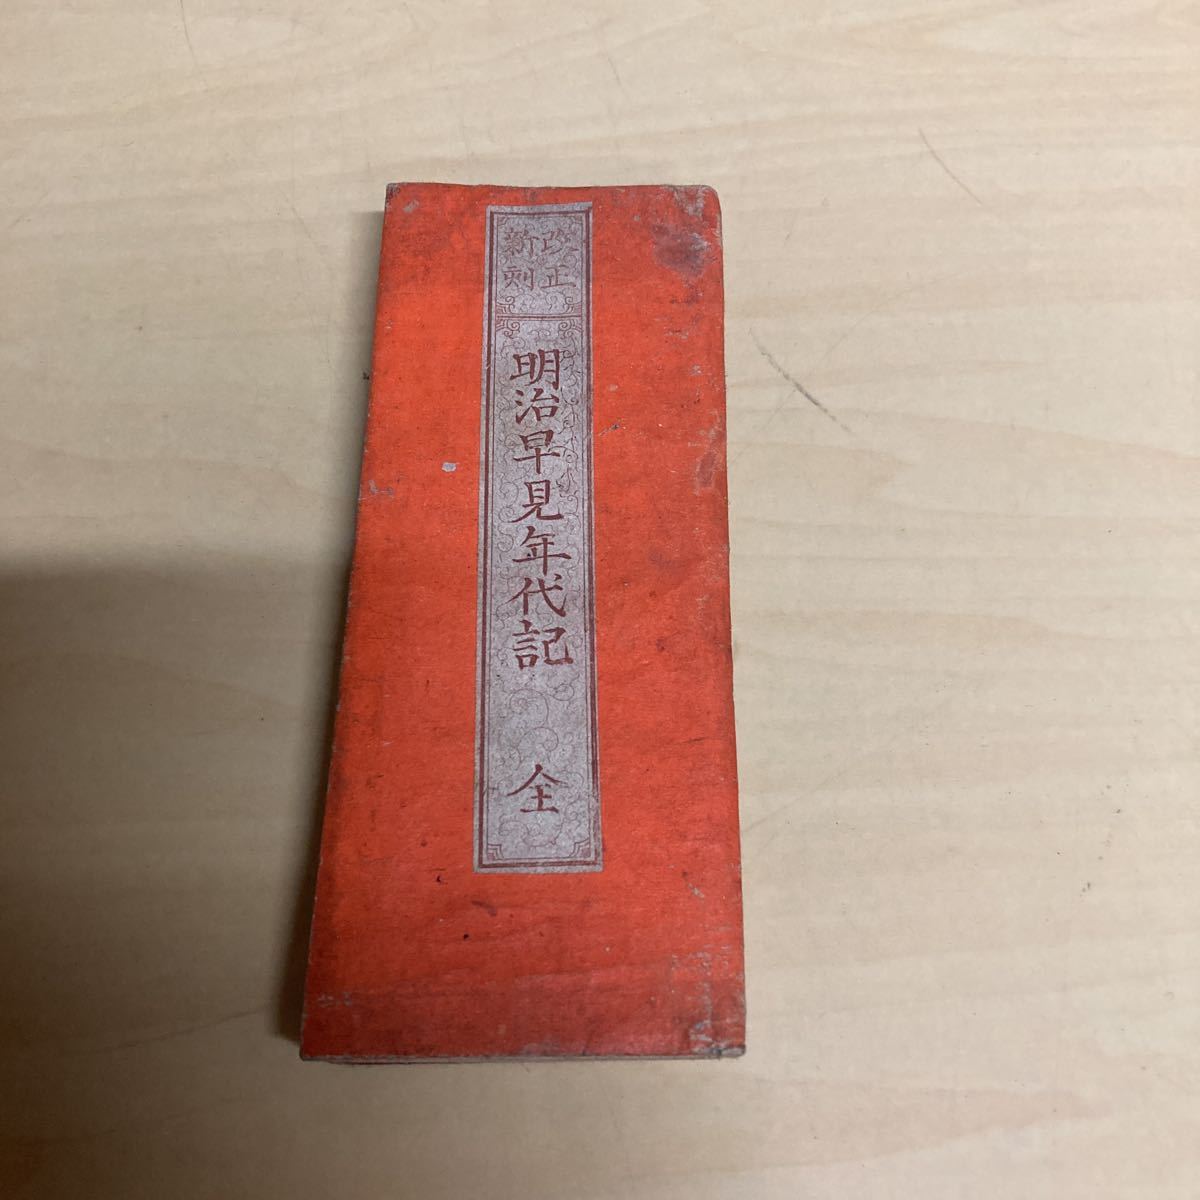 改正
新刻
明治早見年代記 全